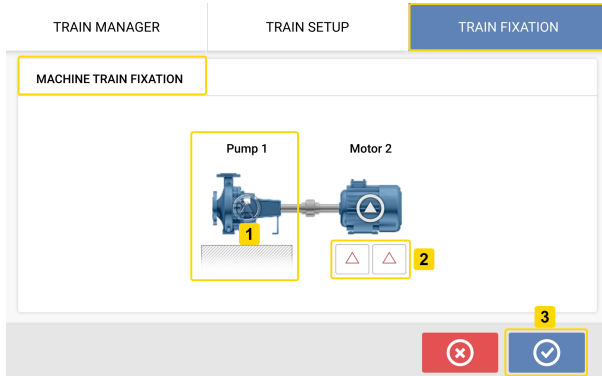 TRAIN MANAGER
TRAIN SETUP
TRAIN FIXATION
MACHINE TRAIN FIXATION
Pump 1
Motor 2
1
2
3